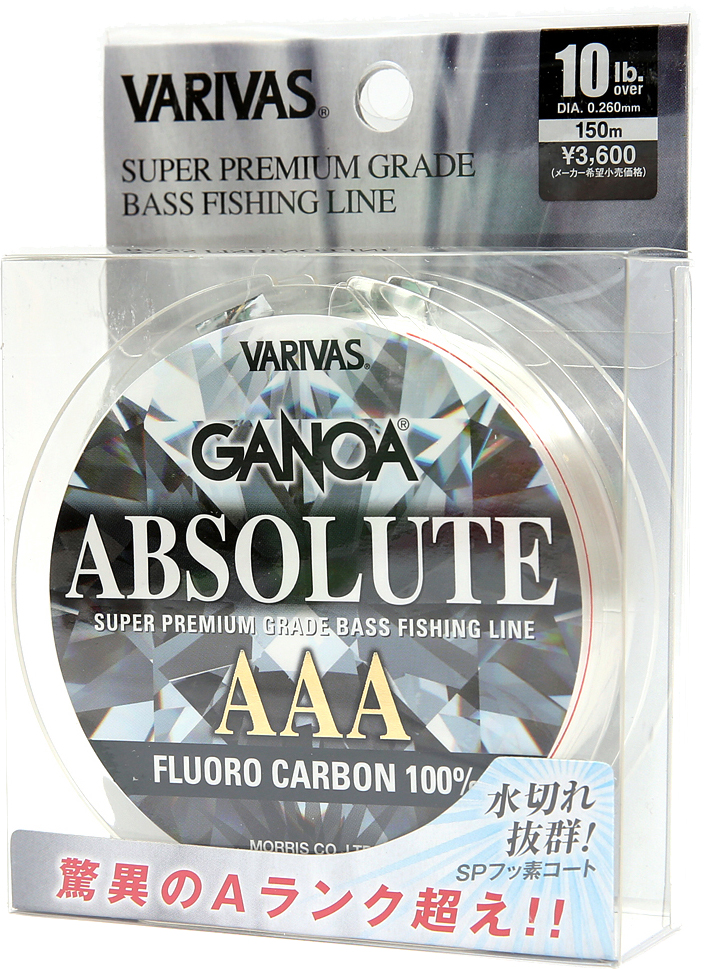 VARIVAS®
SUPER PREMIUM GRADE
BASS FISHING LINE
10 lb.
over
DIA. 0.260mm
150m
¥3,600
(メーカー希望小売価格)
VARIVAS®
GANOA®
ABSOLUTE
SUPER PREMIUM GRADE BASS FISHING LINE
AAA
FLUORO CARBON 100%
MORRIS CO.,LT
水切れ
抜群!
SPフッ素コート
驚異のAランク超え!!